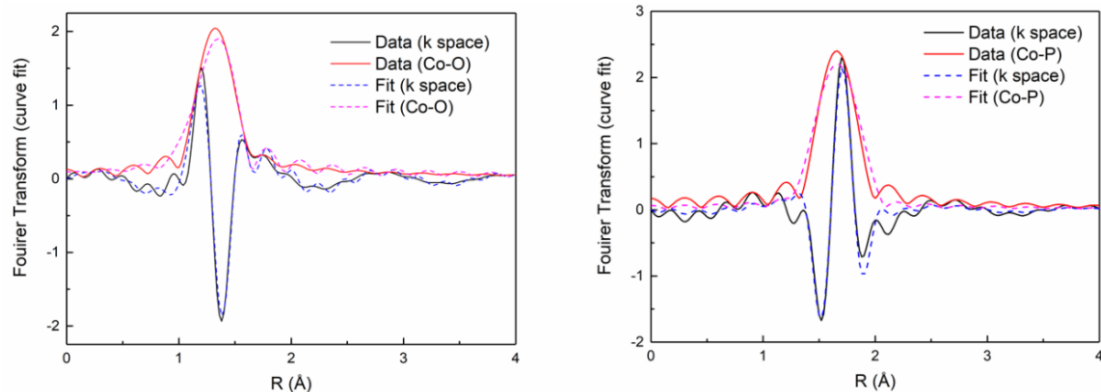 Data (k space)
Data (Co-O)
Fit (k space)
Fit (Co-O)
Fouirer Transform (curve fit)
2
1
0
-1
-2
0
1
2
3
4
R (Å)
Data (k space)
Data (Co-P)
Fit (k space)
Fit (Co-P)
Fouirer Transform (curve fit)
3
2
1
0
-1
-2
0
1
2
3
4
R (Å)